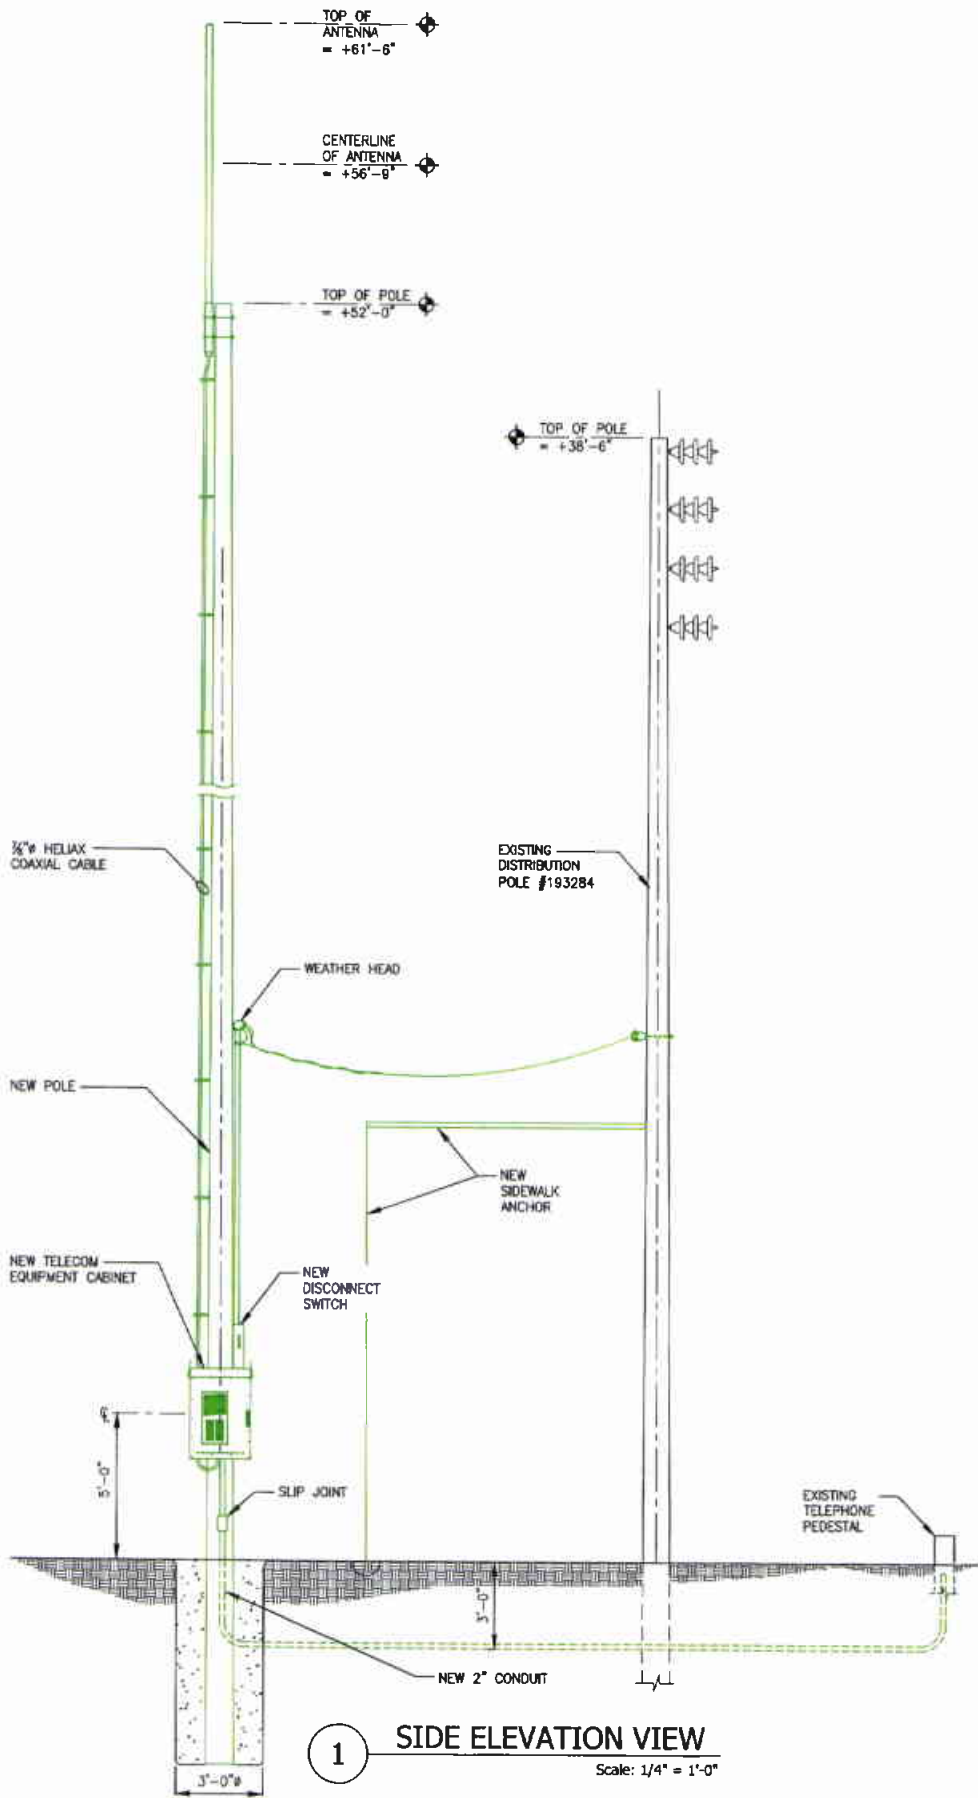 TOP OF
ANTENNA
= +61'-6"
CENTERLINE
OF ANTENNA
= +56'-9"
TOP OF POLE
= +52'-0"
TOP OF POLE
= +38'-6"
⅞"ø HELIAX
COAXIAL CABLE
EXISTING
DISTRIBUTION
POLE #193284
WEATHER HEAD
NEW POLE
NEW
SIDEWALK
ANCHOR
NEW TELECOM
EQUIPMENT CABINET
NEW
DISCONNECT
SWITCH
5'-0"
SLIP JOINT
EXISTING
TELEPHONE
PEDESTAL
3'-0"
NEW 2" CONDUIT
1
SIDE ELEVATION VIEW
Scale: 1/4" = 1'-0"
3'-0"ø